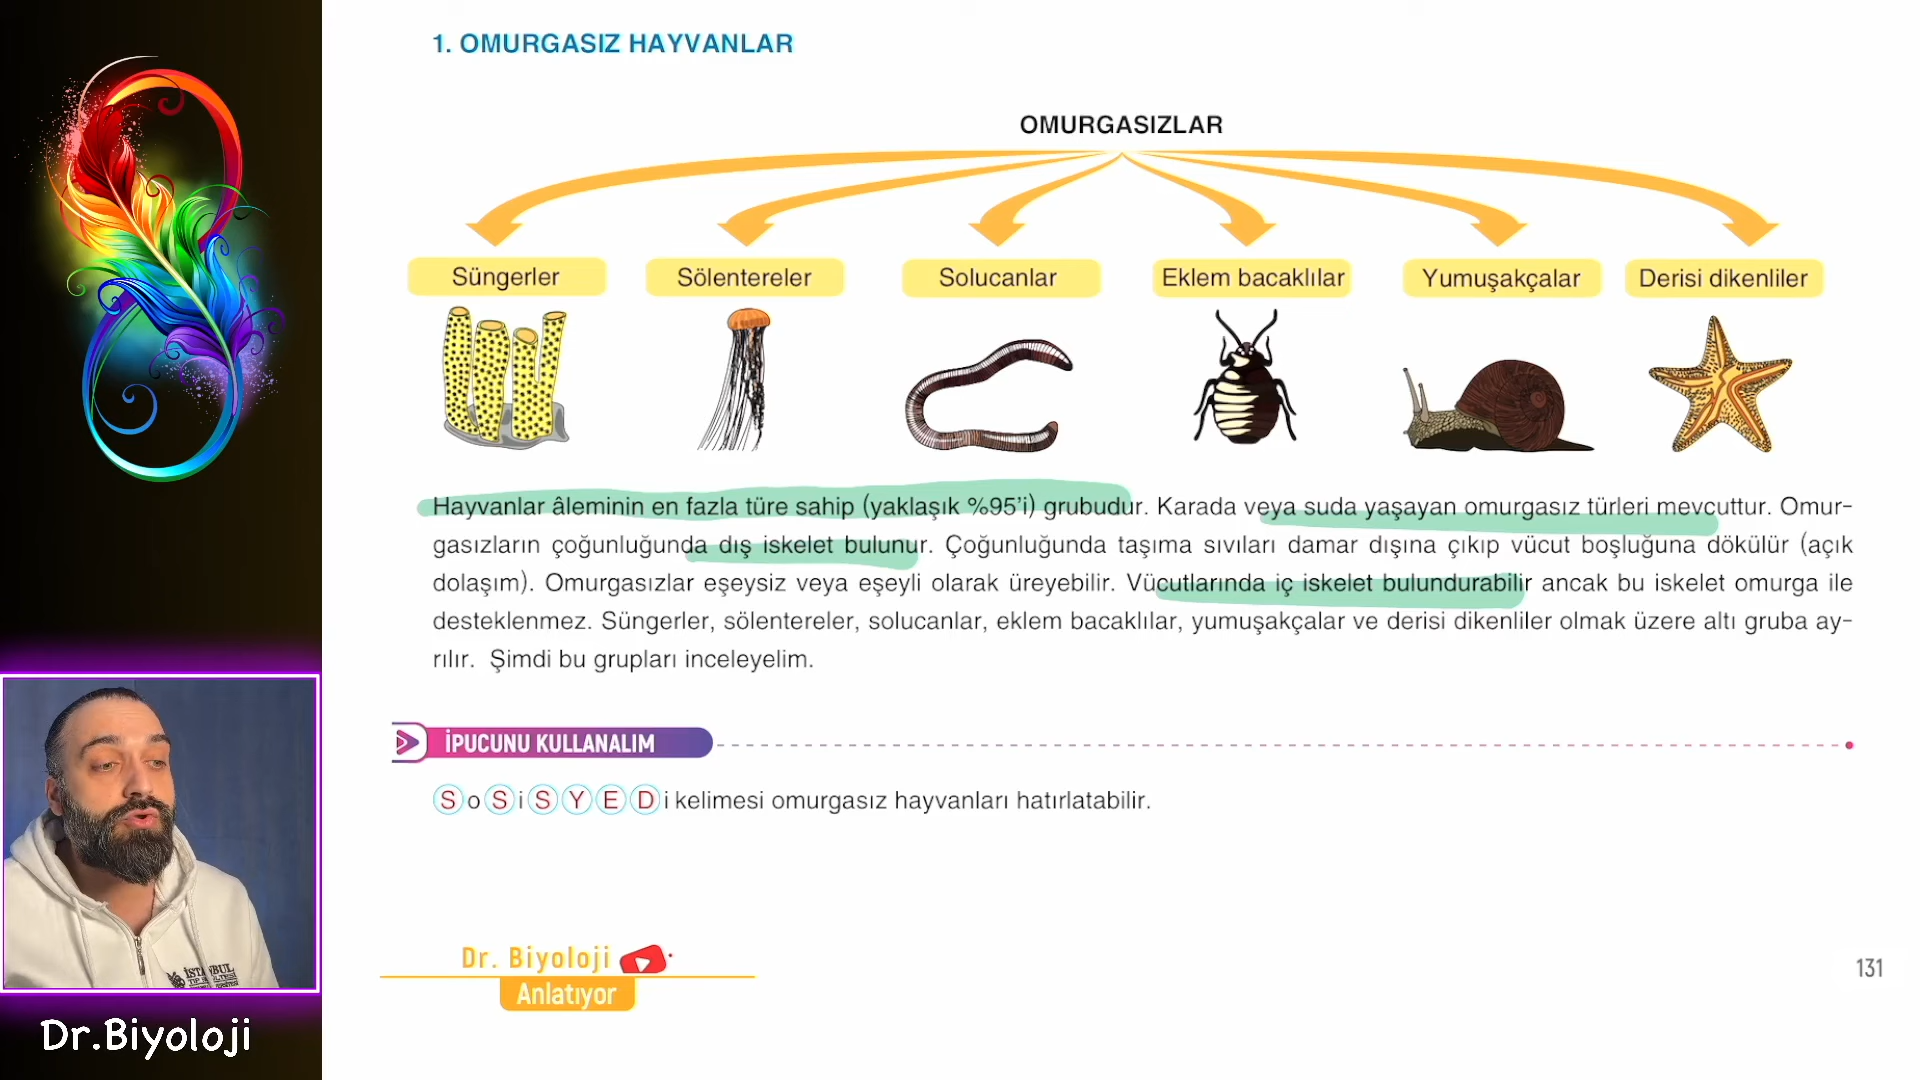 1. OMURGASIZ HAYVANLAR
OMURGASIZLAR
Süngerler
Sölentereler
Solucanlar
Eklem bacaklılar
Yumuşakçalar
Derisi dikenliler
Hayvanlar âleminin en fazla türe sahip (yaklaşık %95'i) grubudur. Karada veya suda yaşayan omurgasız türleri mevcuttur. Omur-
gasızların çoğunluğunda dış iskelet bulunur. Çoğunluğunda taşıma sıvıları damar dışına çıkıp vücut boşluğuna dökülür (açık
dolaşım). Omurgasızlar eşeysiz veya eşeyli olarak üreyebilir. Vücutlarında iç iskelet bulundurabilir ancak bu iskelet omurga ile
desteklenmez. Süngerler, sölentereler, solucanlar, eklem bacaklılar, yumuşakçalar ve derisi dikenliler olmak üzere altı gruba ay-
rılır. Şimdi bu grupları inceleyelim.
İPUCUNU KULLANALIM
SoSiSYEDi kelimesi omurgasız hayvanları hatırlatabilir.
Dr. Biyoloji
Anlatıyor
131
Dr.Biyoloji